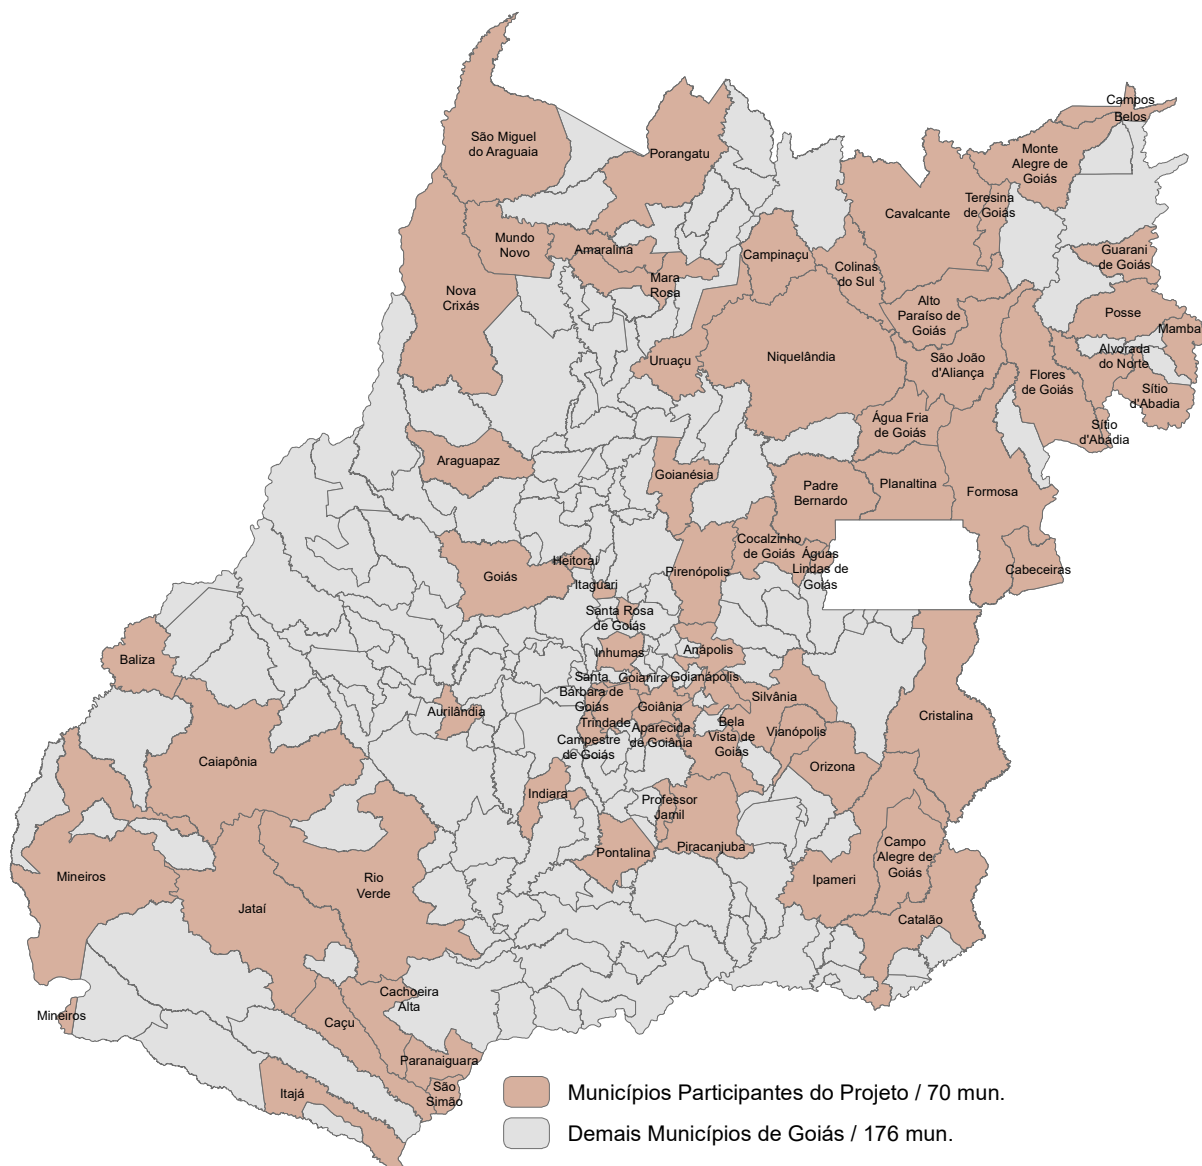 Campos
Belos
São Miguel
do Araguaia
Porangatu
Monte
Alegre de
Goiás
Teresina
de Goiás
Cavalcante
Mundo
Novo
Amaralina
Campinaçu
Guarani
de Goiás
Colinas
do Sul
Mara
Rosa
Nova
Crixás
Alto
Paraíso de
Goiás
Posse
Mambaí
Uruaçu
Niquelândia
São João
d'Aliança
Alvorada
do Norte
Flores
de Goiás
Sítio
d'Abadia
Água Fria
de Goiás
Sítio
d'Abadia
Araguapaz
Goianésia
Padre
Bernardo
Planaltina
Formosa
Cocalzinho
de Goiás
Águas
Lindas de
Goiás
Heitoraí
Goiás
Itaguari
Pirenópolis
Cabeceiras
Santa Rosa
de Goiás
Baliza
Inhumas
Anápolis
Santa
Bárbara de
Goiás
Goianira
Goianápolis
Silvânia
Aurilândia
Goiânia
Trindade
Aparecida
de Goiânia
Bela
Vista de
Goiás
Vianópolis
Cristalina
Campestre
de Goiás
Caiapônia
Orizona
Indiara
Professor
Jamil
Pontalina
Piracanjuba
Campo
Alegre de
Goiás
Mineiros
Rio
Verde
Ipameri
Jataí
Catalão
Cachoeira
Alta
Mineiros
Caçu
Paranaiguara
Itajá
São
Simão
Municípios Participantes do Projeto / 70 mun.
Demais Municípios de Goiás / 176 mun.